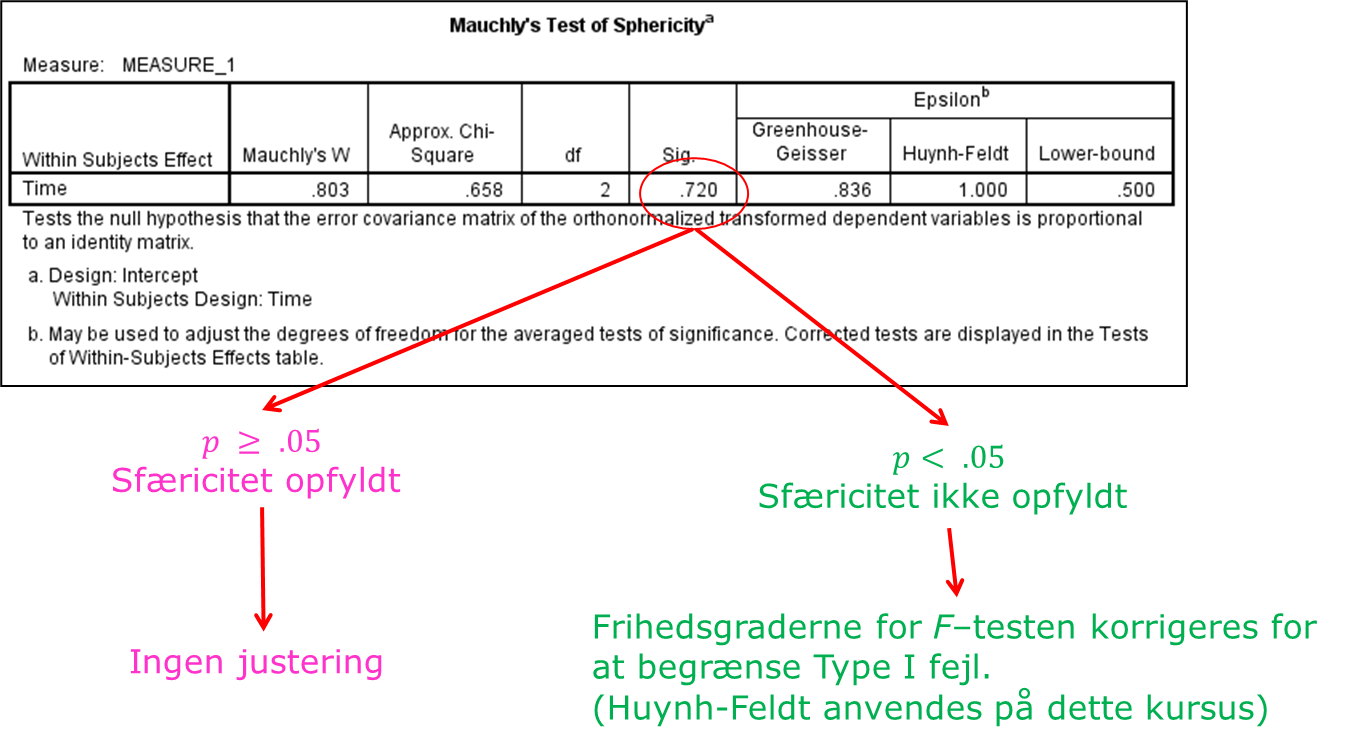 Mauchly's Test of Sphericity^a
Measure: MEASURE_1
Within Subjects Effect Mauchly's W Approx. Chi-Square df Sig. Epsilon^b
Greenhouse-Geisser Huynh-Feldt Lower-bound
Time .803 .658 2 .720 .836 1.000 .500
Tests the null hypothesis that the error covariance matrix of the orthonormalized transformed dependent variables is proportional
to an identity matrix.
a. Design: Intercept
Within Subjects Design: Time
b. May be used to adjust the degrees of freedom for the averaged tests of significance. Corrected tests are displayed in the Tests
of Within-Subjects Effects table.
p ≥ .05
Sfæricitet opfyldt
Ingen justering
p < .05
Sfæricitet ikke opfyldt
Frihedsgraderne for F–testen korrigeres for
at begrænse Type I fejl.
(Huynh-Feldt anvendes på dette kursus)